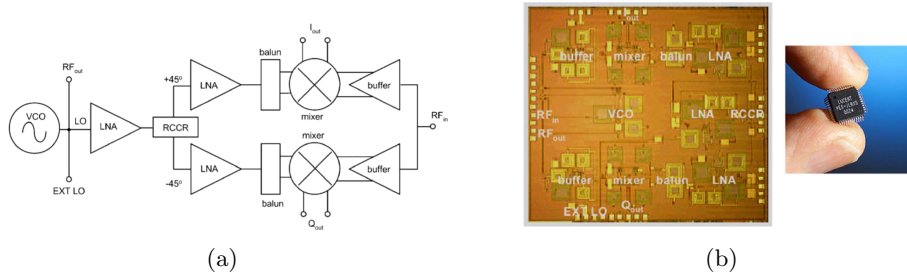 I_out
balun
RF_out
+45°
LNA
mixer
buffer
VCO
LO
LNA
RCCR
RF_in
mixer
-45°
LNA
buffer
EXT LO
balun
Q_out
(a)
I_out
buffer mixer balun LNA
RF_in VCO LNA RCCR
RF_out
buffer mixer balun LNA
EXT LO Q_out
(b)